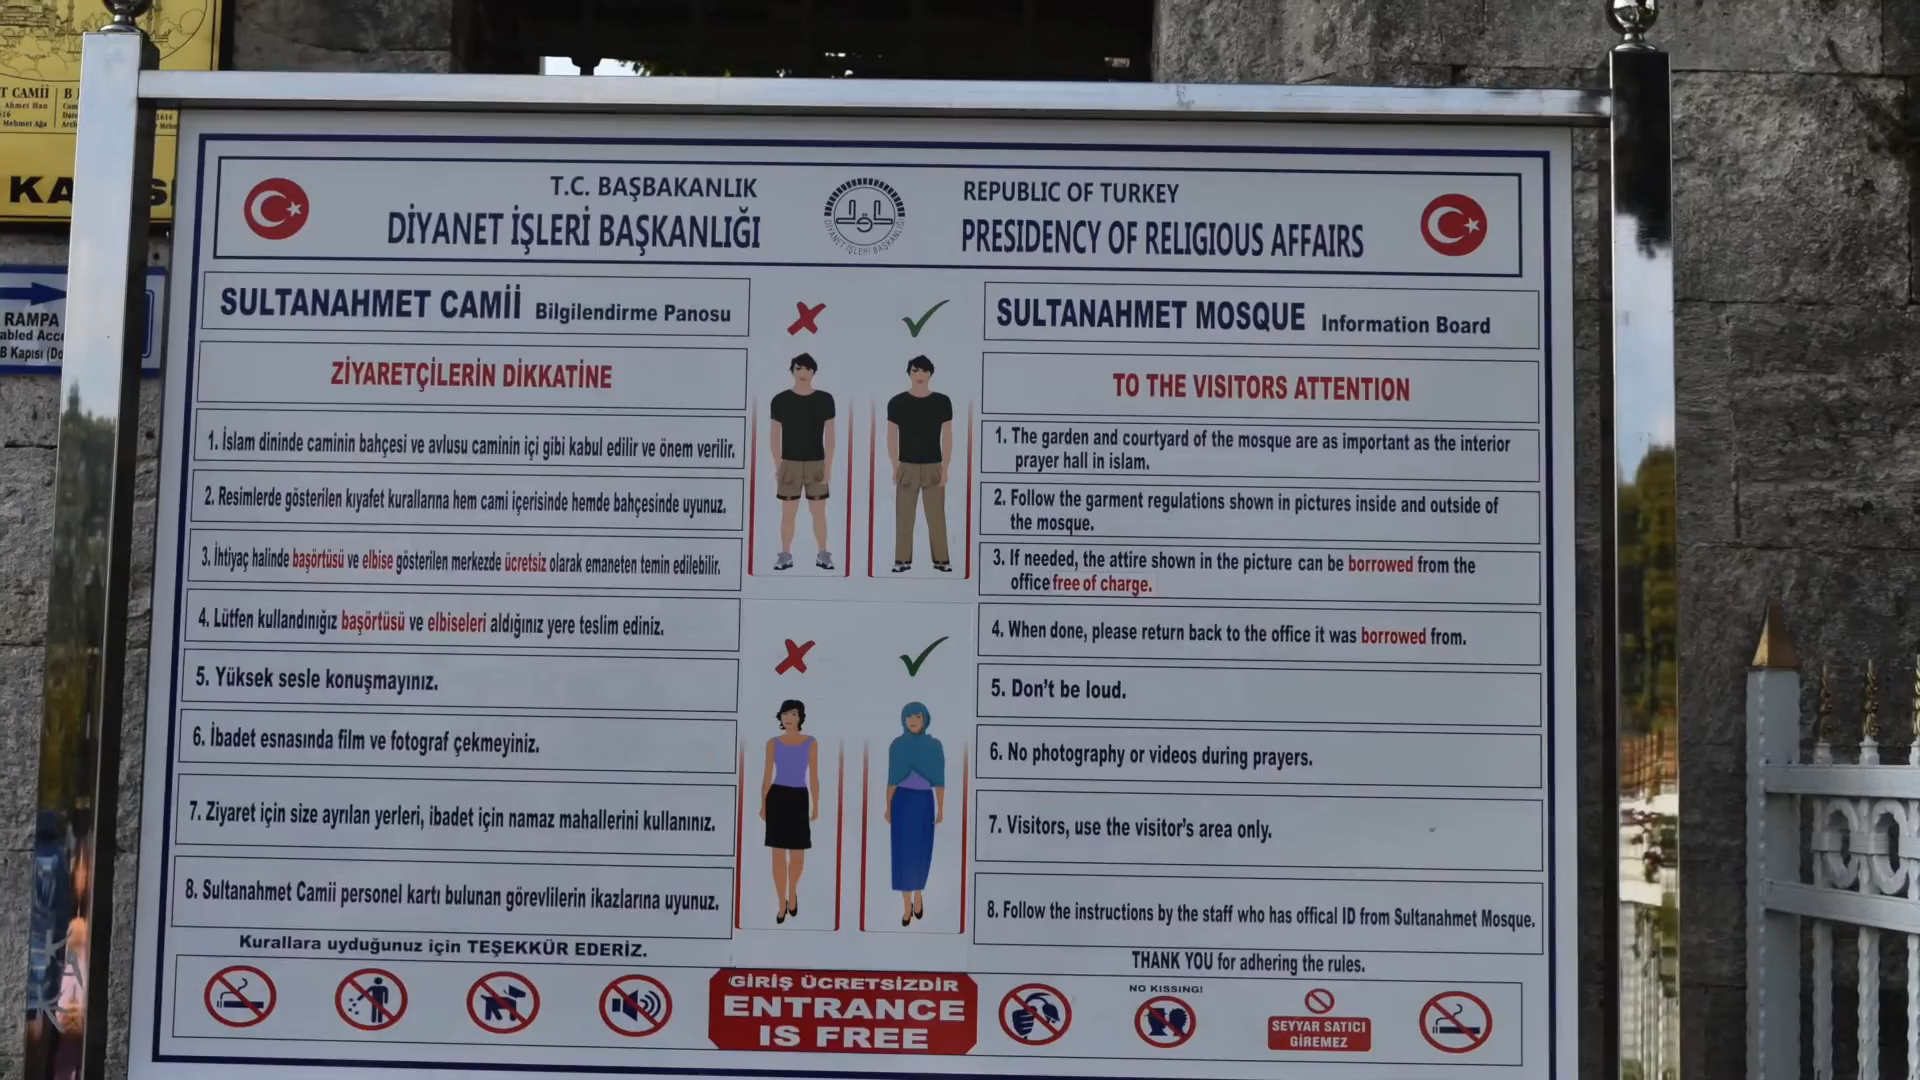 T CAMİİ
B
Ahmet Han
Mehmet Ağa
1616
KA
RAMPA
T.C. BAŞBAKANLIK
DİYANET İŞLERİ BAŞKANLIĞI
DİYANET İŞLERİ BAŞKANLIĞI
REPUBLIC OF TURKEY
PRESIDENCY OF RELIGIOUS AFFAIRS
SULTANAHMET CAMİİ Bilgilendirme Panosu
ZİYARETÇİLERİN DİKKATİNE
1. İslam dininde caminin bahçesi ve avlusu caminin içi gibi kabul edilir ve önem verilir.
2. Resimlerde gösterilen kıyafet kurallarına hem cami içerisinde hemde bahçesinde uyunuz.
3. İhtiyaç halinde başörtüsü ve elbise gösterilen merkezde ücretsiz olarak emaneten temin edilebilir.
4. Lütfen kullandınığız başörtüsü ve elbiseleri aldığınız yere teslim ediniz.
5. Yüksek sesle konuşmayınız.
6. İbadet esnasında film ve fotograf çekmeyiniz.
7. Ziyaret için size ayrılan yerleri, ibadet için namaz mahallerini kullanınız.
8. Sultanahmet Camii personel kartı bulunan görevlilerin ikazlarına uyunuz.
Kurallara uyduğunuz için TEŞEKKÜR EDERİZ.
SULTANAHMET MOSQUE Information Board
TO THE VISITORS ATTENTION
1. The garden and courtyard of the mosque are as important as the interior
prayer hall in islam.
2. Follow the garment regulations shown in pictures inside and outside of
the mosque.
3. If needed, the attire shown in the picture can be borrowed from the
office free of charge.
4. When done, please return back to the office it was borrowed from.
5. Don't be loud.
6. No photography or videos during prayers.
7. Visitors, use the visitor's area only.
8. Follow the instructions by the staff who has offical ID from Sultanahmet Mosque.
THANK YOU for adhering the rules.
GİRİŞ ÜCRETSİZDİR
ENTRANCE
IS FREE
NO KISSING!
SEYYAR SATICI
GİREMEZ